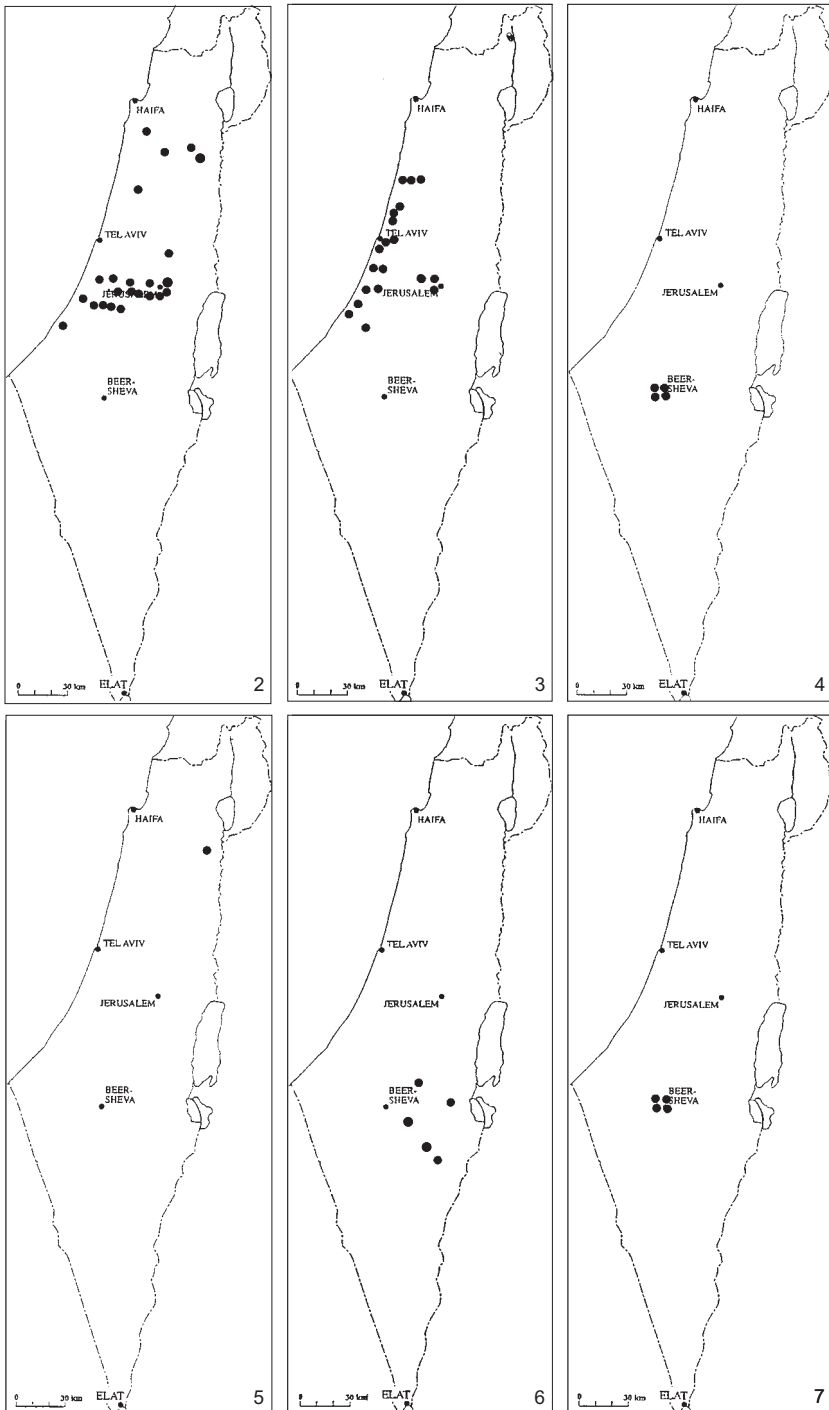 HAIFA
TEL AVIV
JERUSALEM
BEER-
SHEVA
ELAT
0 30 km
2
HAIFA
TEL AVIV
JERUSALEM
BEER-
SHEVA
ELAT
0 30 km
3
HAIFA
TEL AVIV
JERUSALEM
BEER-
SHEVA
ELAT
0 30 km
4
HAIFA
TEL AVIV
JERUSALEM
BEER-
SHEVA
ELAT
0 30 km
5
HAIFA
TEL AVIV
JERUSALEM
BEER-
SHEVA
ELAT
0 30 km
6
HAIFA
TEL AVIV
JERUSALEM
BEER-
SHEVA
ELAT
0 30 km
7